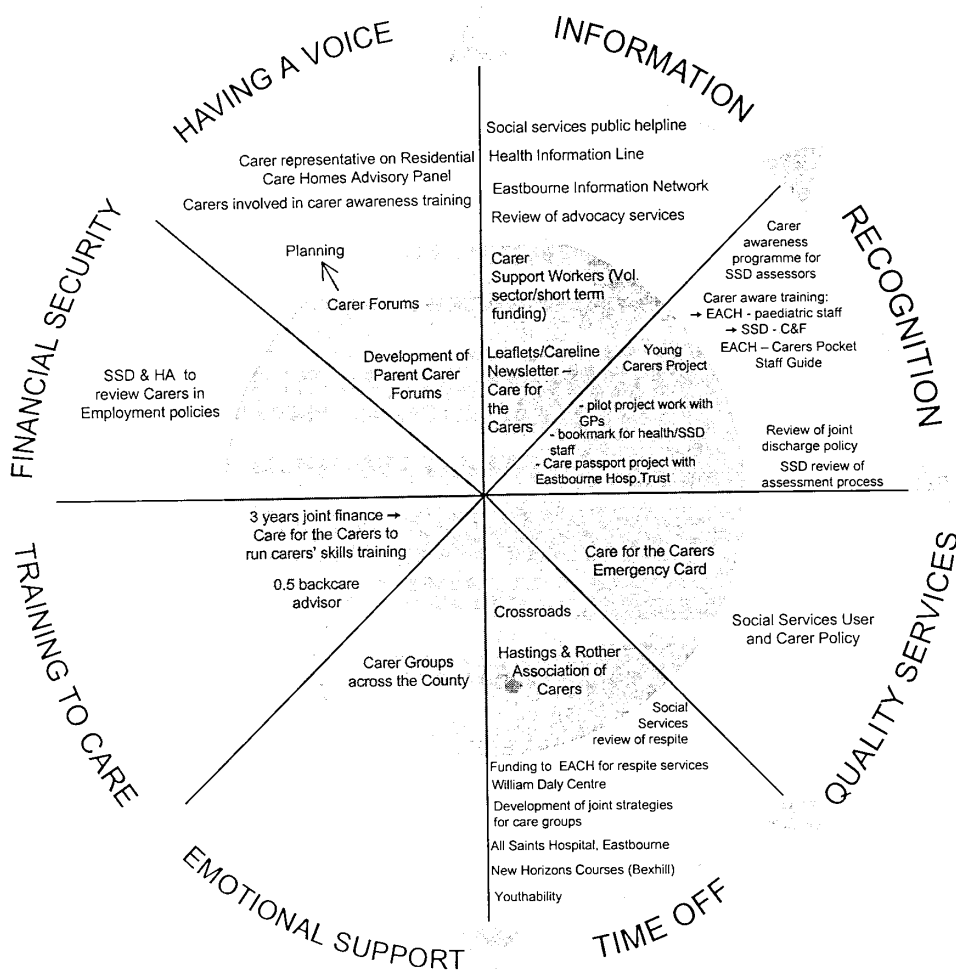 HAVING A VOICE
Carer representative on Residential
Care Homes Advisory Panel
Carers involved in carer awareness training
Planning
Carer Forums
Development of
Parent Carer
Forums
INFORMATION
Social services public helpline
Health Information Line
Eastbourne Information Network
Review of advocacy services
Carer
Support Workers (Vol.
sector/short term
funding)
Leaflets/Careline
Newsletter –
Care for
the
Carers
RECOGNITION
Carer
awareness
programme for
SSD assessors
Carer aware training:
→ EACH - paediatric staff
→ SSD - C&F
EACH – Carers Pocket
Staff Guide
Young
Carers Project
- pilot project work with
GPs
- bookmark for health/SSD
staff
- Care passport project with
Eastbourne Hosp.Trust
Review of joint
discharge policy
SSD review of
assessment process
QUALITY SERVICES
Care for the Carers
Emergency Card
Social Services User
and Carer Policy
TIME OFF
Crossroads
Hastings & Rother
Association of
Carers
Social
Services
review of respite
Funding to EACH for respite services
William Daly Centre
Development of joint strategies
for care groups
All Saints Hospital, Eastbourne
New Horizons Courses (Bexhill)
Youthability
EMOTIONAL SUPPORT
Carer Groups
across the County
TRAINING TO CARE
3 years joint finance →
Care for the Carers to
run carers' skills training
0.5 backcare
advisor
FINANCIAL SECURITY
SSD & HA to
review Carers in
Employment policies